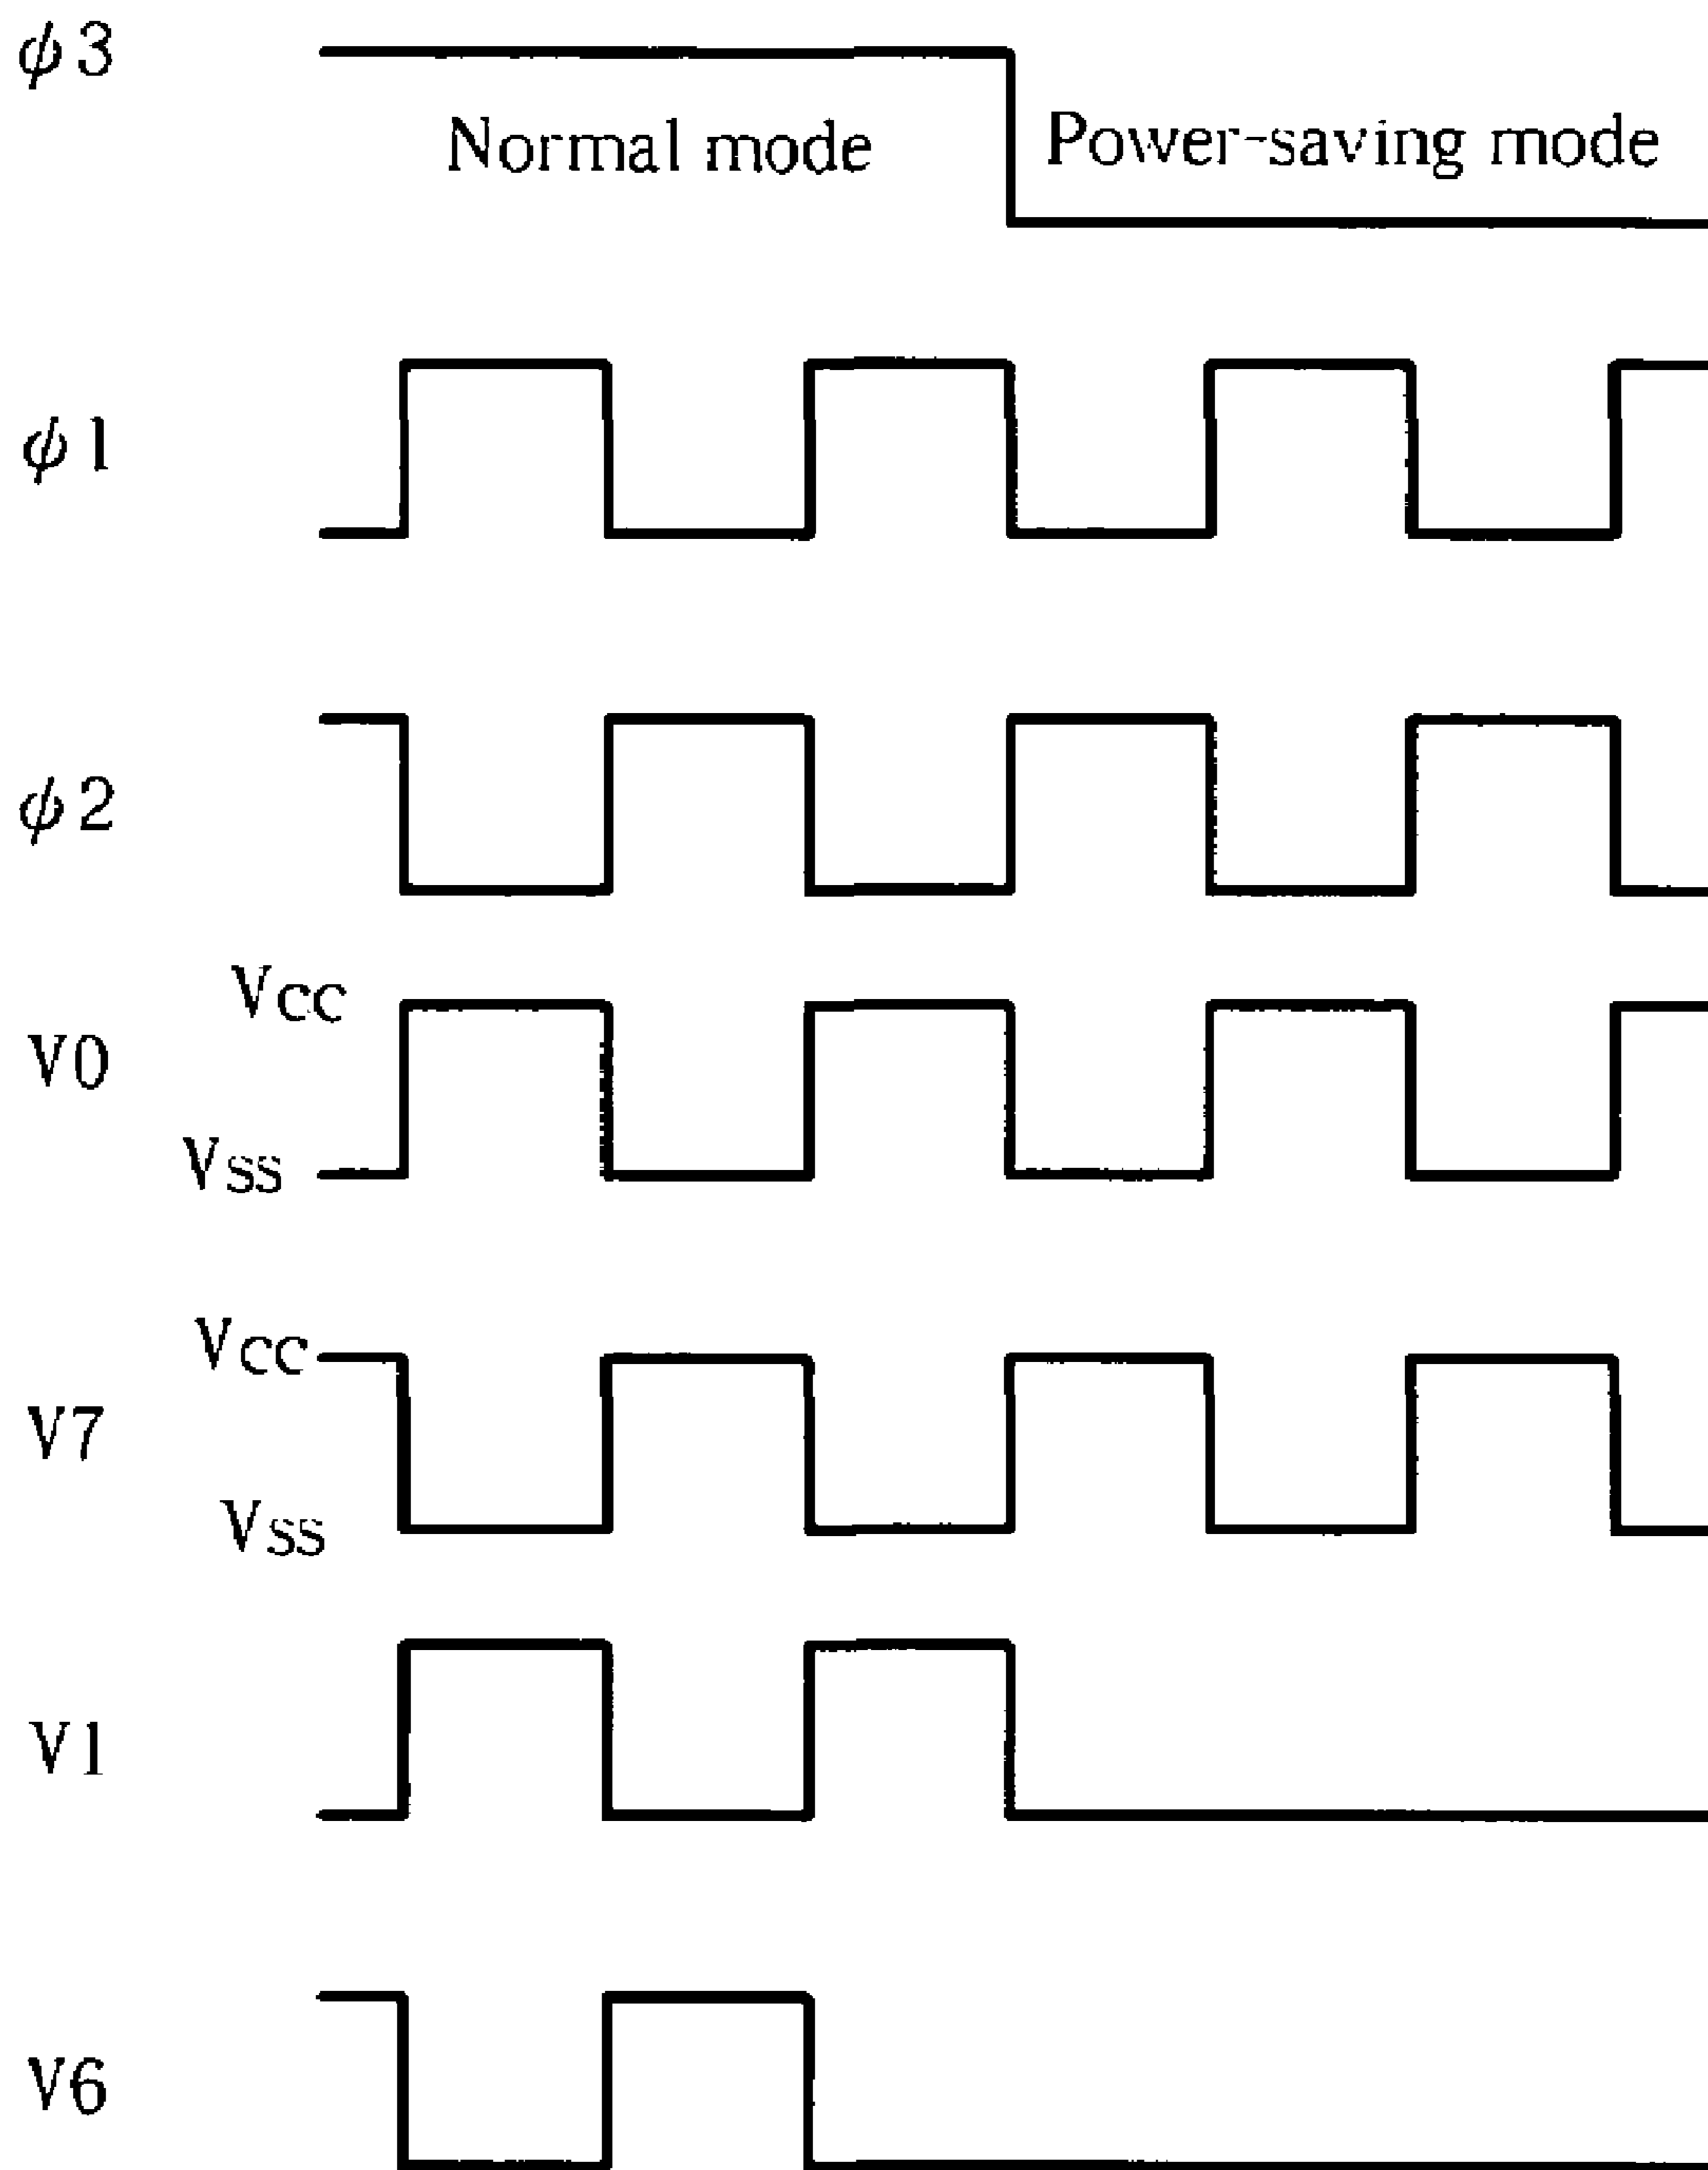 ϕ3
Normal mode
Power-saving mode
ϕ1
ϕ2
VCC
V0
VSS
VCC
V7
VSS
V1
V6